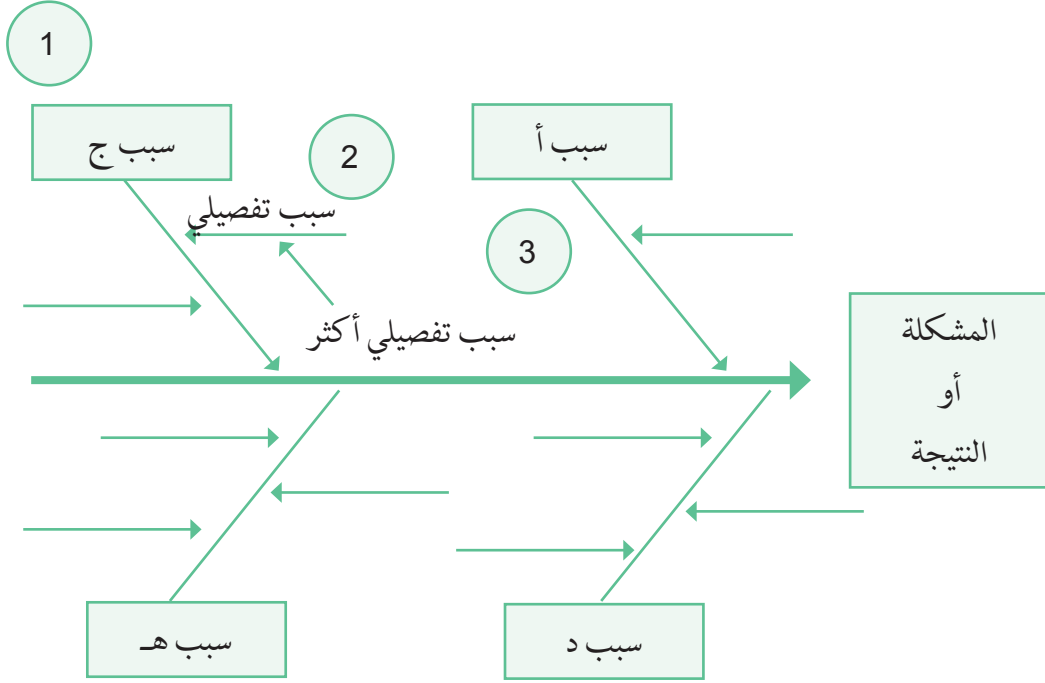 1
سبب أ
سبب ج
2
سبب تفصيلي
3
سبب تفصيلي أكثر
المشكلة
أو
النتيجة
سبب د
سبب هـ